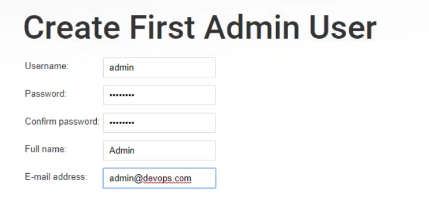 Create First Admin User
Username: admin
Password: ••••••••
Confirm password: ••••••••
Full name: Admin
E-mail address: admin@devops.com